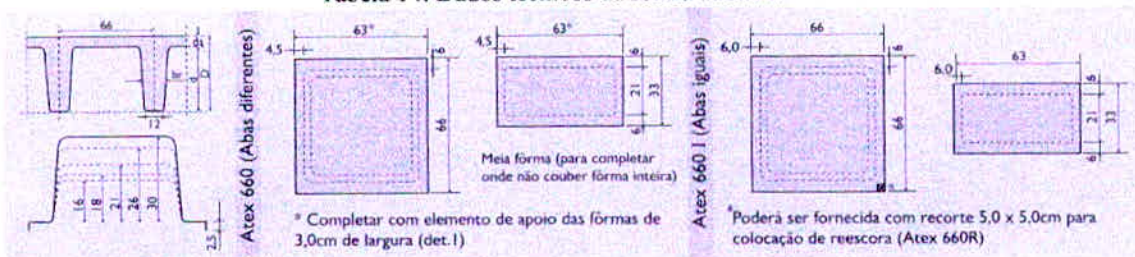 66
d
D
12
16
18
21
26
30
2,5
Atex 660 (Abas diferentes)
63*
4,5
6
66
63*
4,5
6
21
33
6
Meia fôrma (para completar
onde não couber fôrma inteira)
* Completar com elemento de apoio das fôrmas de
3,0cm de largura (det.1)
Atex 660 I (Abas iguais)
66
6,0
6
66
63
6,0
6
21
33
6
*Poderá ser fornecida com recorte 5,0 x 5,0cm para
colocação de reescora (Atex 660R)